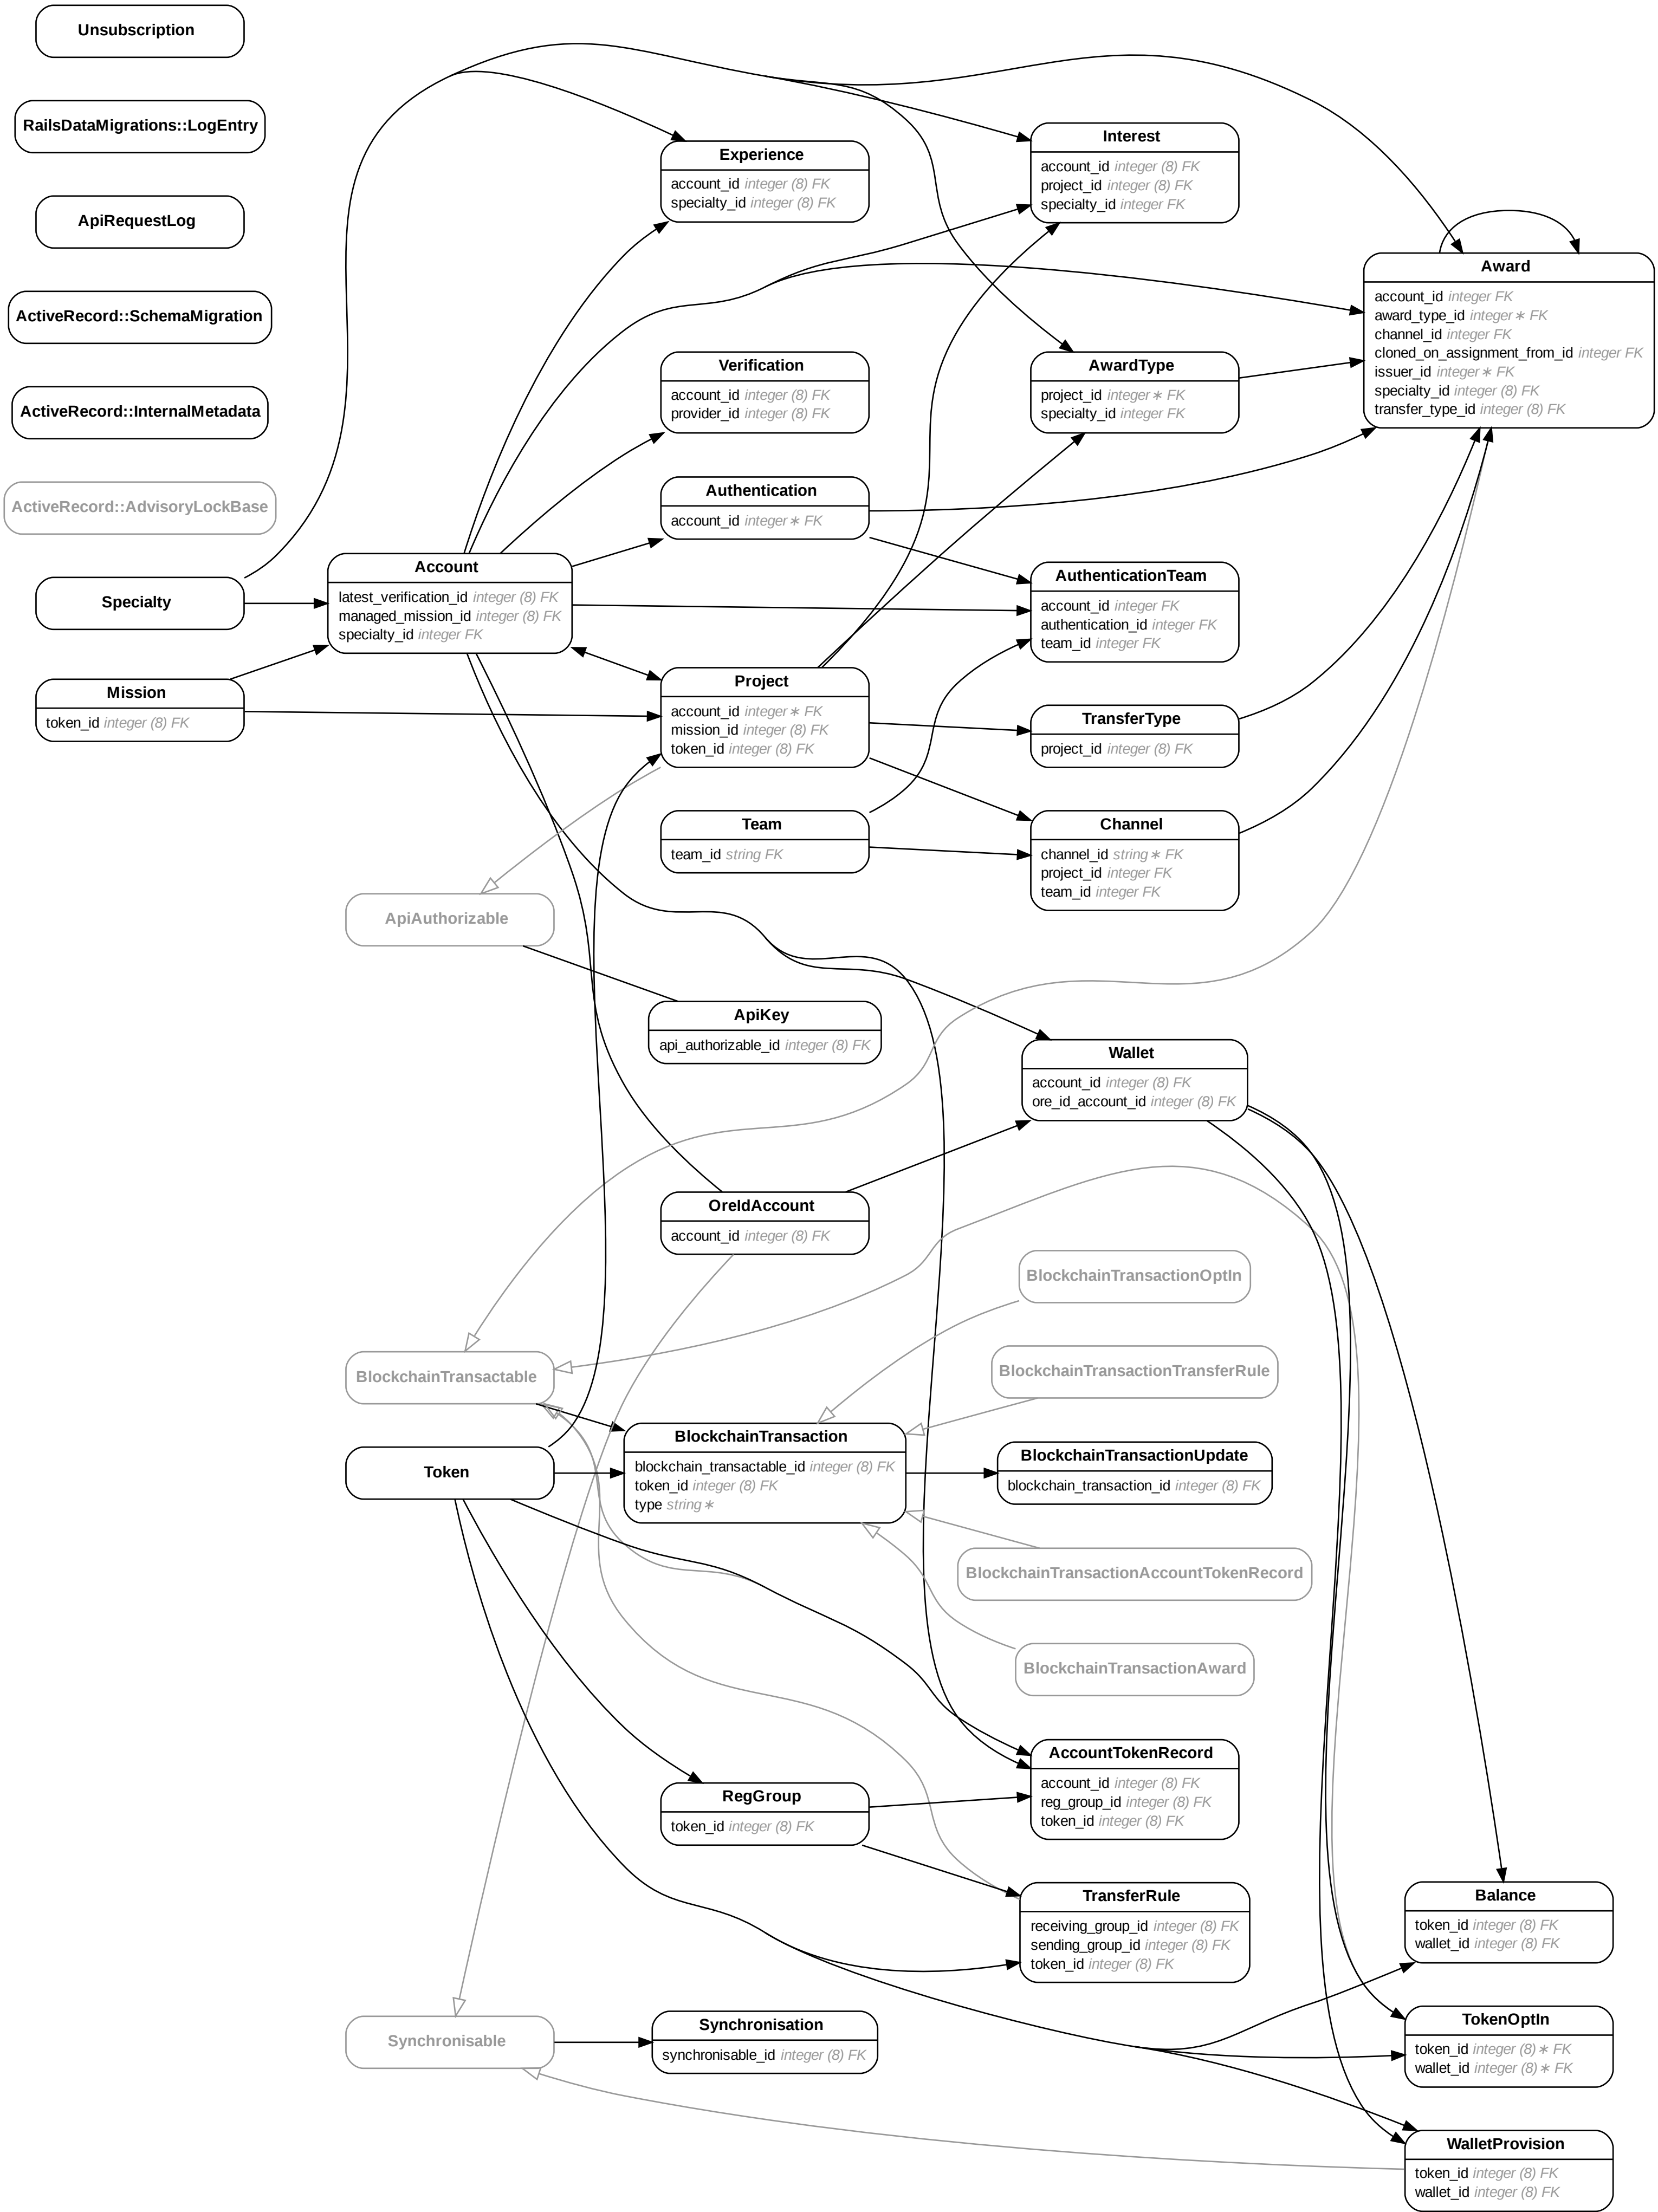 Unsubscription
RailsDataMigrations::LogEntry
ApiRequestLog
ActiveRecord::SchemaMigration
ActiveRecord::InternalMetadata
ActiveRecord::AdvisoryLockBase
Specialty
Mission
token_id integer (8) FK
Account
latest_verification_id integer (8) FK
managed_mission_id integer (8) FK
specialty_id integer FK
ApiAuthorizable
BlockchainTransactable
Token
Synchronisable
Experience
account_id integer (8) FK
specialty_id integer (8) FK
Verification
account_id integer (8) FK
provider_id integer (8) FK
Authentication
account_id integer∗ FK
Project
account_id integer∗ FK
mission_id integer (8) FK
token_id integer (8) FK
Team
team_id string FK
ApiKey
api_authorizable_id integer (8) FK
OreIdAccount
account_id integer (8) FK
BlockchainTransaction
blockchain_transactable_id integer (8) FK
token_id integer (8) FK
type string∗
RegGroup
token_id integer (8) FK
Synchronisation
synchronisable_id integer (8) FK
Interest
account_id integer (8) FK
project_id integer (8) FK
specialty_id integer FK
AwardType
project_id integer∗ FK
specialty_id integer FK
AuthenticationTeam
account_id integer FK
authentication_id integer FK
team_id integer FK
TransferType
project_id integer (8) FK
Channel
channel_id string∗ FK
project_id integer FK
team_id integer FK
Wallet
account_id integer (8) FK
ore_id_account_id integer (8) FK
BlockchainTransactionOptIn
BlockchainTransactionTransferRule
BlockchainTransactionUpdate
blockchain_transaction_id integer (8) FK
BlockchainTransactionAccountTokenRecord
BlockchainTransactionAward
AccountTokenRecord
account_id integer (8) FK
reg_group_id integer (8) FK
token_id integer (8) FK
TransferRule
receiving_group_id integer (8) FK
sending_group_id integer (8) FK
token_id integer (8) FK
Award
account_id integer FK
award_type_id integer∗ FK
channel_id integer FK
cloned_on_assignment_from_id integer FK
issuer_id integer∗ FK
specialty_id integer (8) FK
transfer_type_id integer (8) FK
Balance
token_id integer (8) FK
wallet_id integer (8) FK
TokenOptIn
token_id integer (8)∗ FK
wallet_id integer (8)∗ FK
WalletProvision
token_id integer (8) FK
wallet_id integer (8) FK